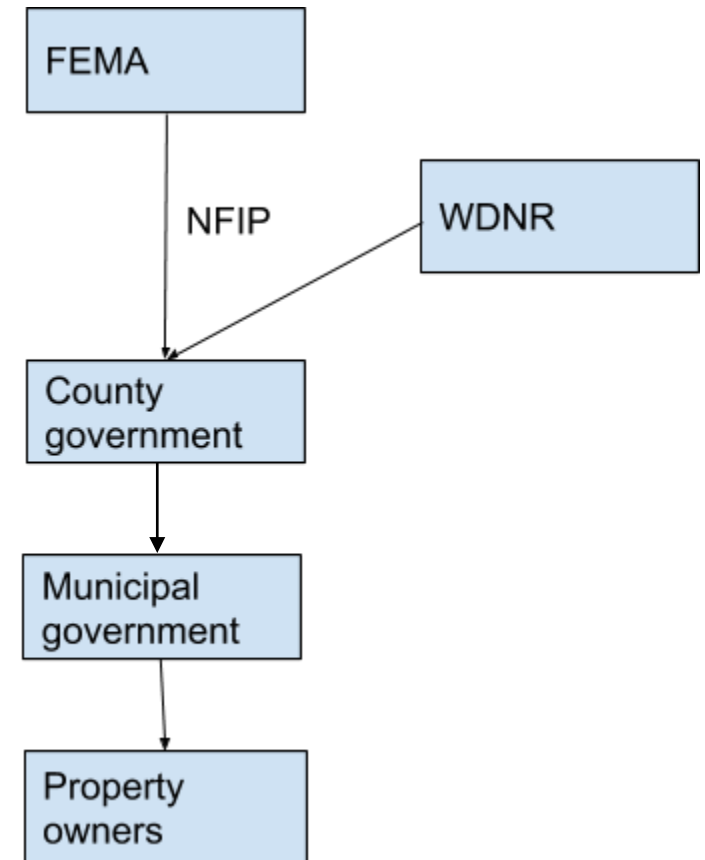 FEMA
NFIP
WDNR
County
government
Municipal
government
Property
owners